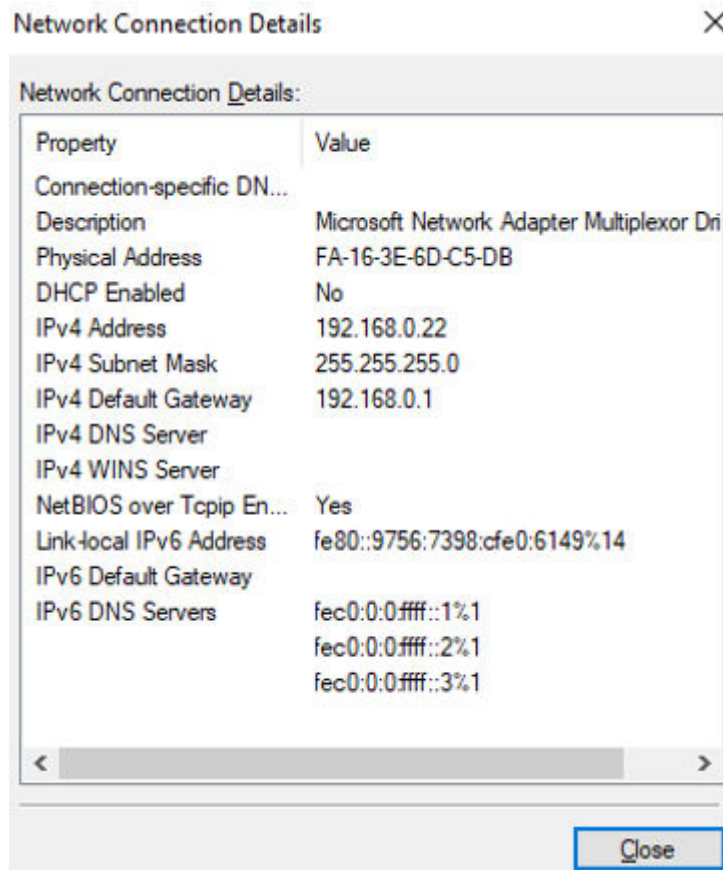 Network Connection Details
Network Connection Details:
Property Value
Connection-specific DN...
Description Microsoft Network Adapter Multiplexor Dri
Physical Address FA-16-3E-6D-C5-DB
DHCP Enabled No
IPv4 Address 192.168.0.22
IPv4 Subnet Mask 255.255.255.0
IPv4 Default Gateway 192.168.0.1
IPv4 DNS Server
IPv4 WINS Server
NetBIOS over Tcpip En... Yes
Link-local IPv6 Address fe80::9756:7398:cfe0:6149%14
IPv6 Default Gateway
IPv6 DNS Servers fec0:0:0:ffff::1%1
fec0:0:0:ffff::2%1
fec0:0:0:ffff::3%1
Close